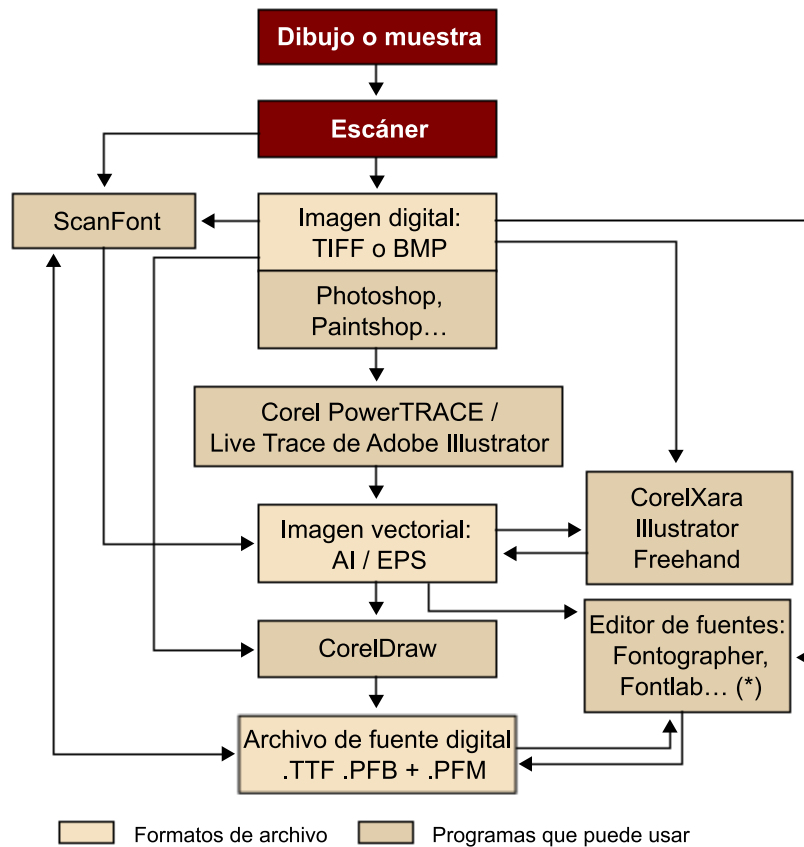 Dibujo o muestra
Escáner
ScanFont
Imagen digital:
TIFF o BMP
Photoshop,
Paintshop…
Corel PowerTRACE /
Live Trace de Adobe Illustrator
Imagen vectorial:
AI / EPS
CorelXara
Illustrator
Freehand
CorelDraw
Editor de fuentes:
Fontographer,
Fontlab… (*)
Archivo de fuente digital
.TTF .PFB + .PFM
Formatos de archivo
Programas que puede usar